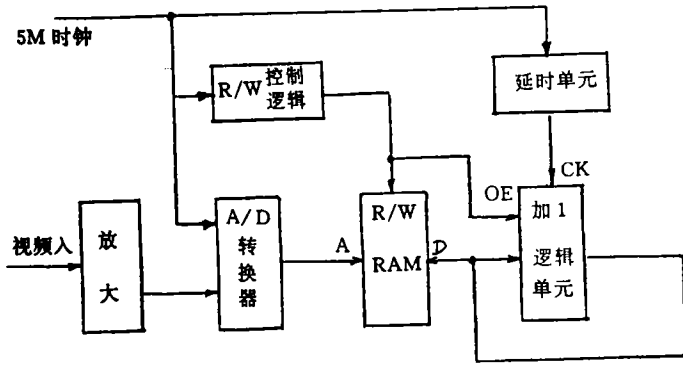 5M 时钟
R/W 控制
逻辑
延时单元
CK
OE
视频入
放
大
A/D
转
换
器
A
R/W
RAM
D
加 1
逻辑
单元